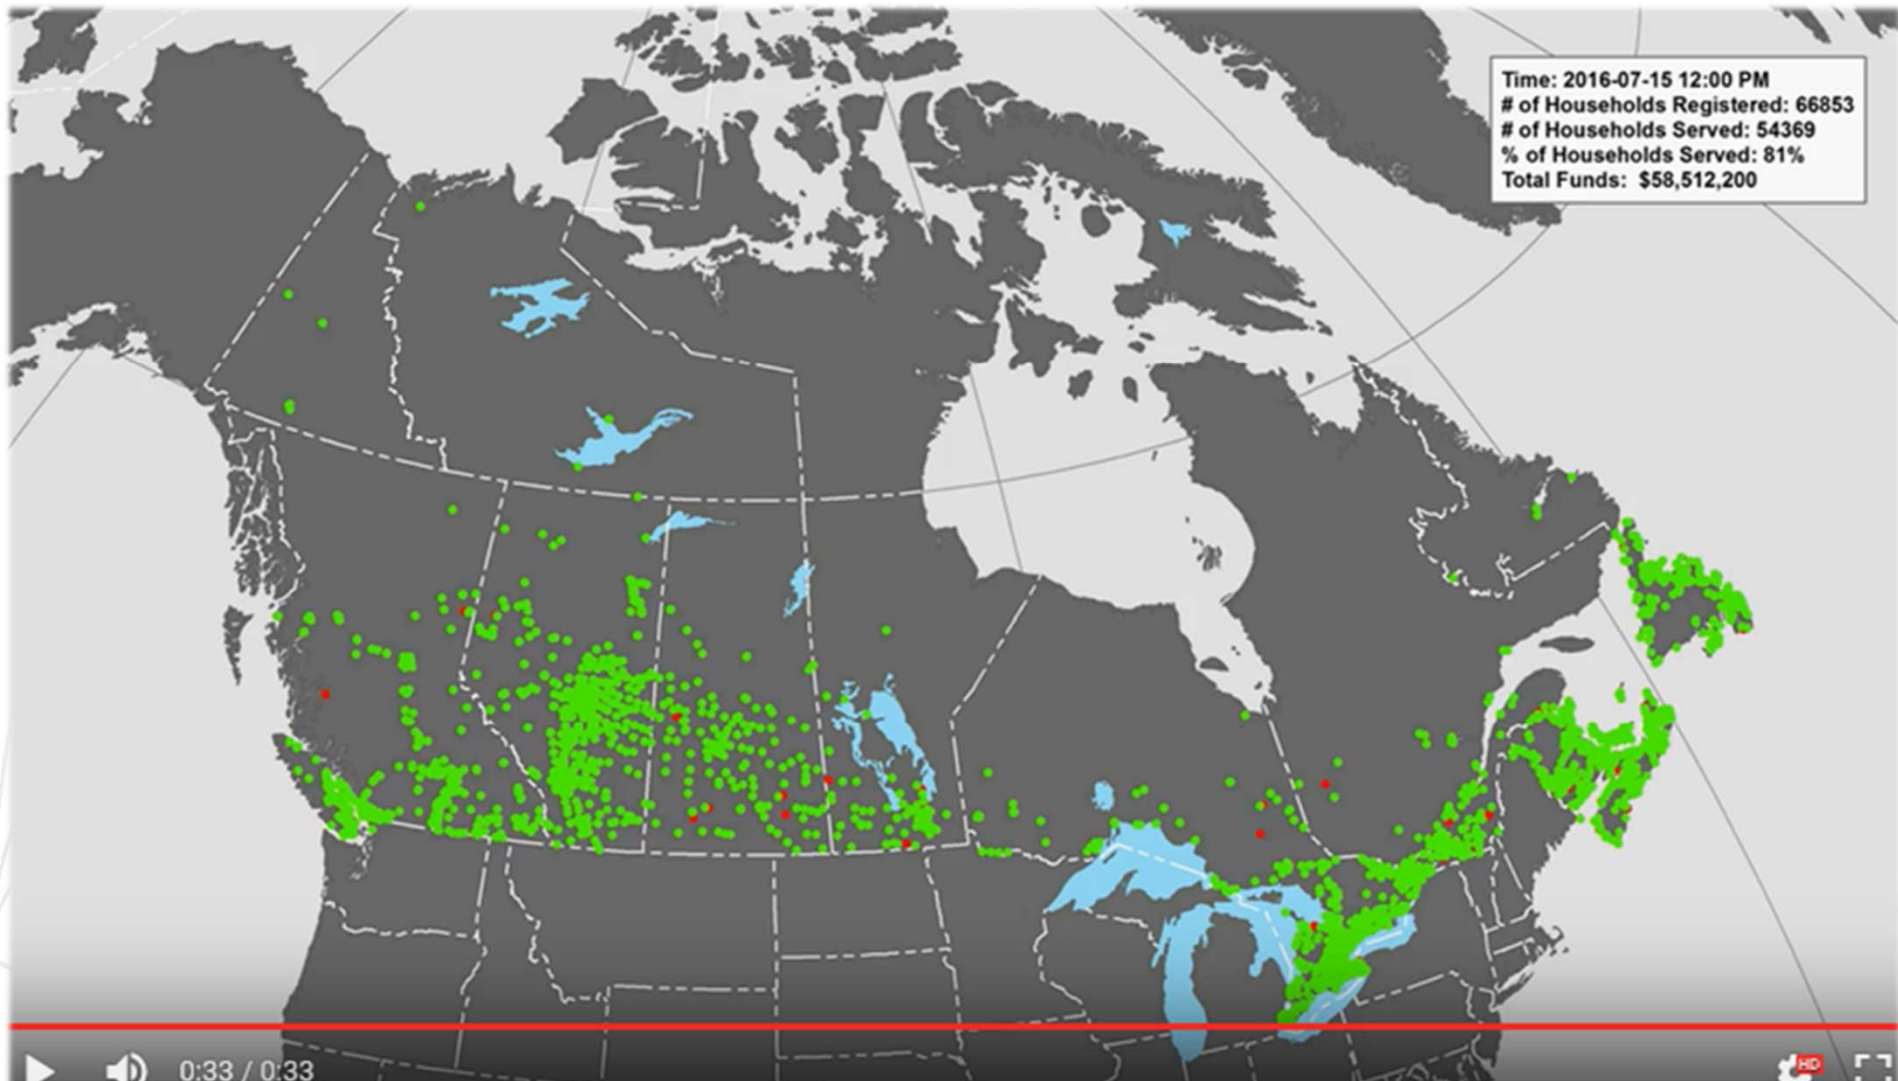 Time: 2016-07-15 12:00 PM
# of Households Registered: 66853
# of Households Served: 54369
% of Households Served: 81%
Total Funds: $58,512,200
0:33 / 0:33
HD